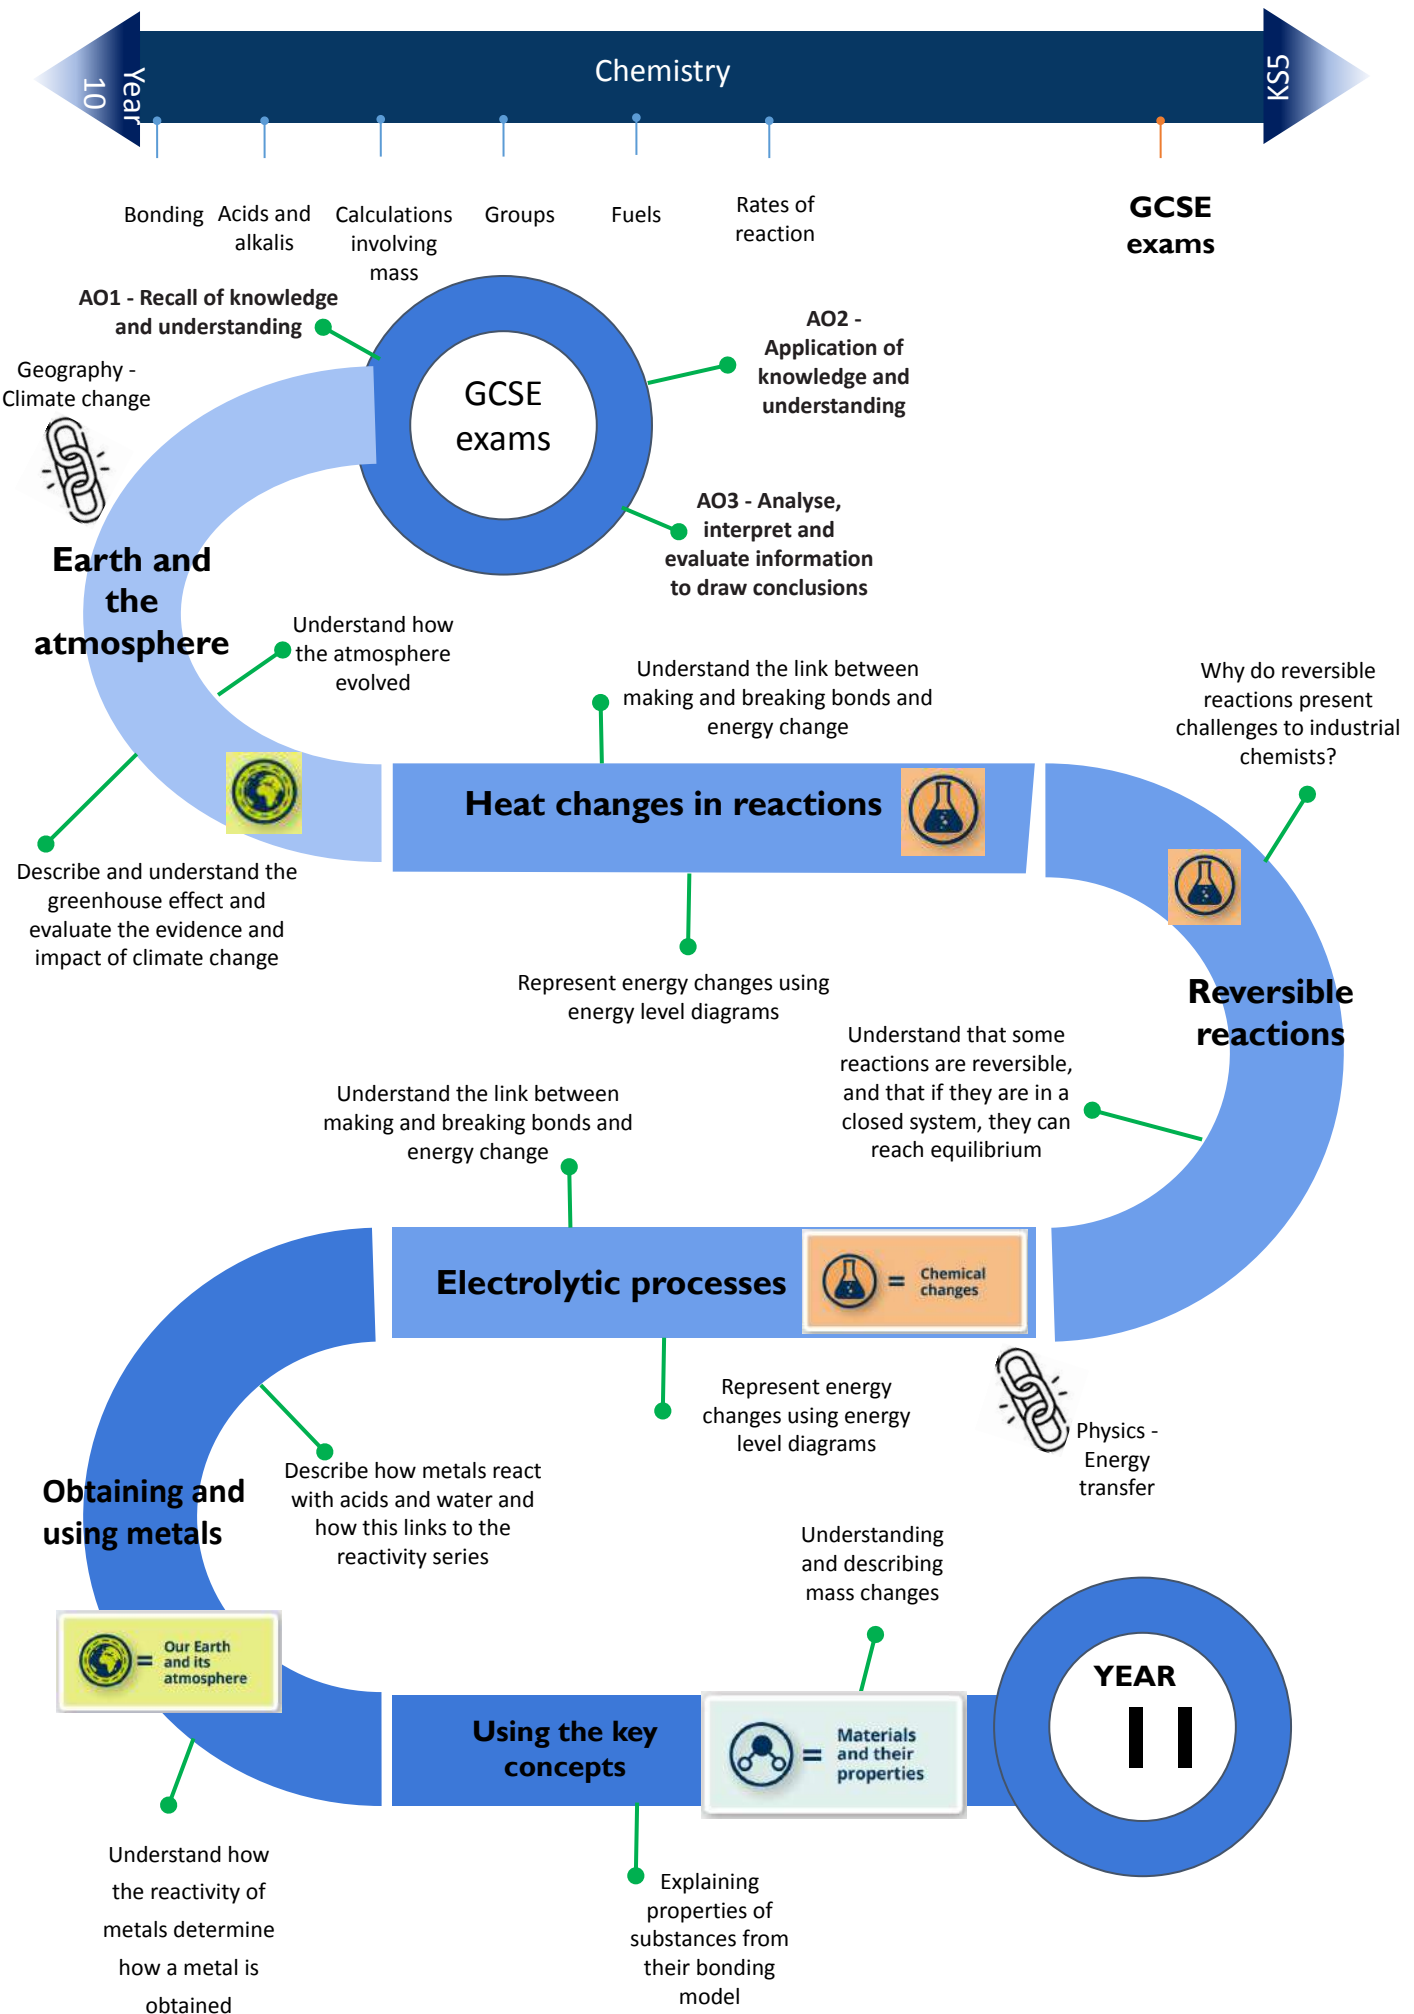 Chemistry
Year
10
KS5
Bonding
Acids and
alkalis
Calculations
involving
mass
Groups
Fuels
Rates of
reaction
GCSE
exams
AO1 - Recall of knowledge
and understanding
AO2 -
Application of
knowledge and
understanding
Geography -
Climate change
GCSE
exams
AO3 - Analyse,
interpret and
evaluate information
to draw conclusions
Earth and
the
atmosphere
Understand how
the atmosphere
evolved
Understand the link between
making and breaking bonds and
energy change
Why do reversible
reactions present
challenges to industrial
chemists?
Heat changes in reactions
Describe and understand the
greenhouse effect and
evaluate the evidence and
impact of climate change
Represent energy changes using
energy level diagrams
Reversible
reactions
Understand that some
reactions are reversible,
and that if they are in a
closed system, they can
reach equilibrium
Understand the link between
making and breaking bonds and
energy change
Electrolytic processes
= Chemical
changes
Represent energy
changes using energy
level diagrams
Physics -
Energy
transfer
Obtaining and
using metals
Describe how metals react
with acids and water and
how this links to the
reactivity series
Understanding
and describing
mass changes
= Our Earth
and its
atmosphere
YEAR
11
Using the key
concepts
= Materials
and their
properties
Understand how
the reactivity of
metals determine
how a metal is
obtained
Explaining
properties of
substances from
their bonding
model